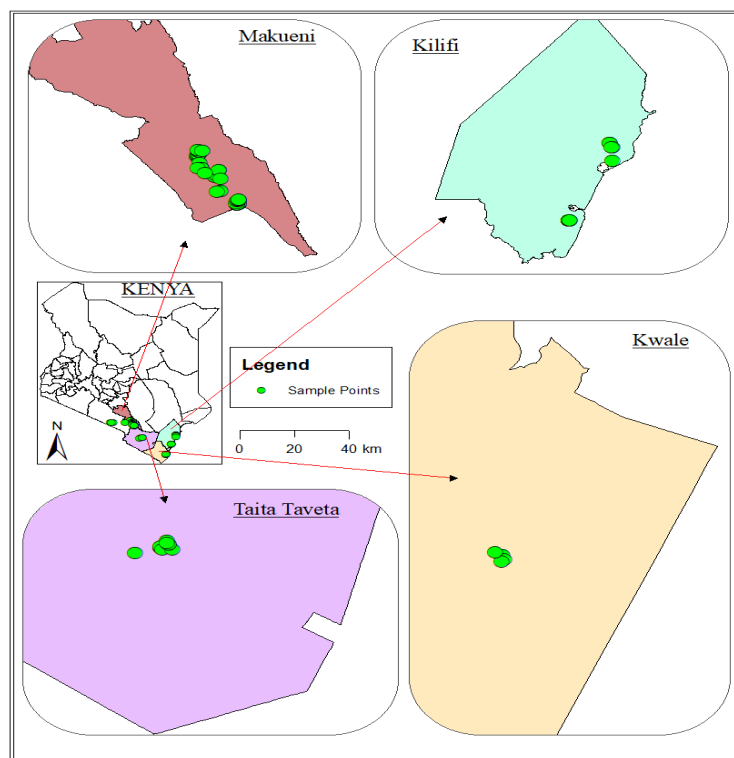 Makueni
Kilifi
KENYA
Legend
Sample Points
N
0 20 40 km
Kwale
Taita Taveta